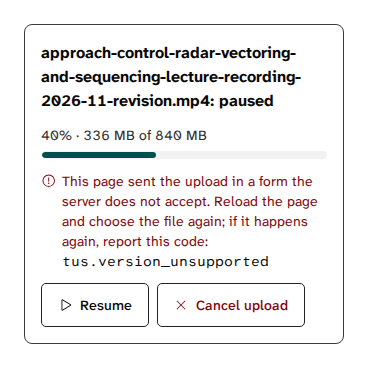 approach-control-radar-vectoring-
and-sequencing-lecture-recording-
2026-11-revision.mp4: paused
40% · 336 MB of 840 MB
This page sent the upload in a form the
server does not accept. Reload the page
and choose the file again; if it happens
again, report this code:
tus.version_unsupported
Resume
Cancel upload